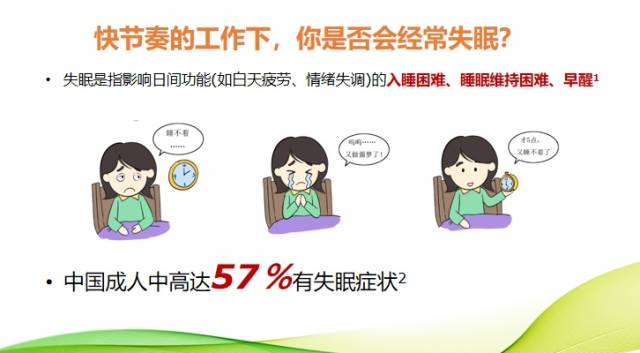 快节奏的工作下，你是否会经常失眠？
• 失眠是指影响日间功能(如白天疲劳、情绪失调)的入睡困难、睡眠维持困难、早醒1
睡不着
……
呜呜……
又做噩梦了！
才5点，
又睡不着了
• 中国成人中高达57%有失眠症状2